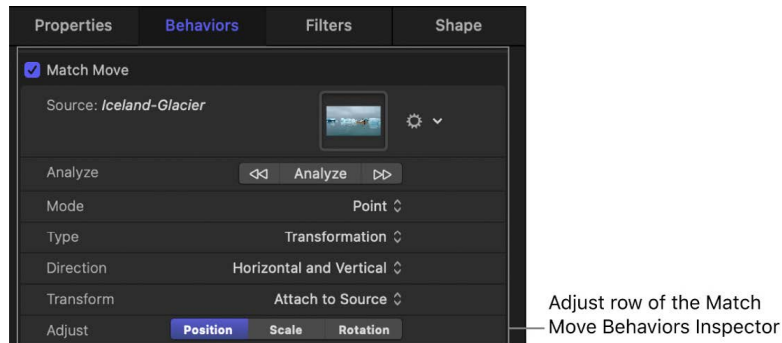 Properties Behaviors Filters Shape
Match Move
Source: Iceland-Glacier
Analyze Analyze
Mode Point
Type Transformation
Direction Horizontal and Vertical
Transform Attach to Source
Adjust Position Scale Rotation
Adjust row of the Match
Move Behaviors Inspector